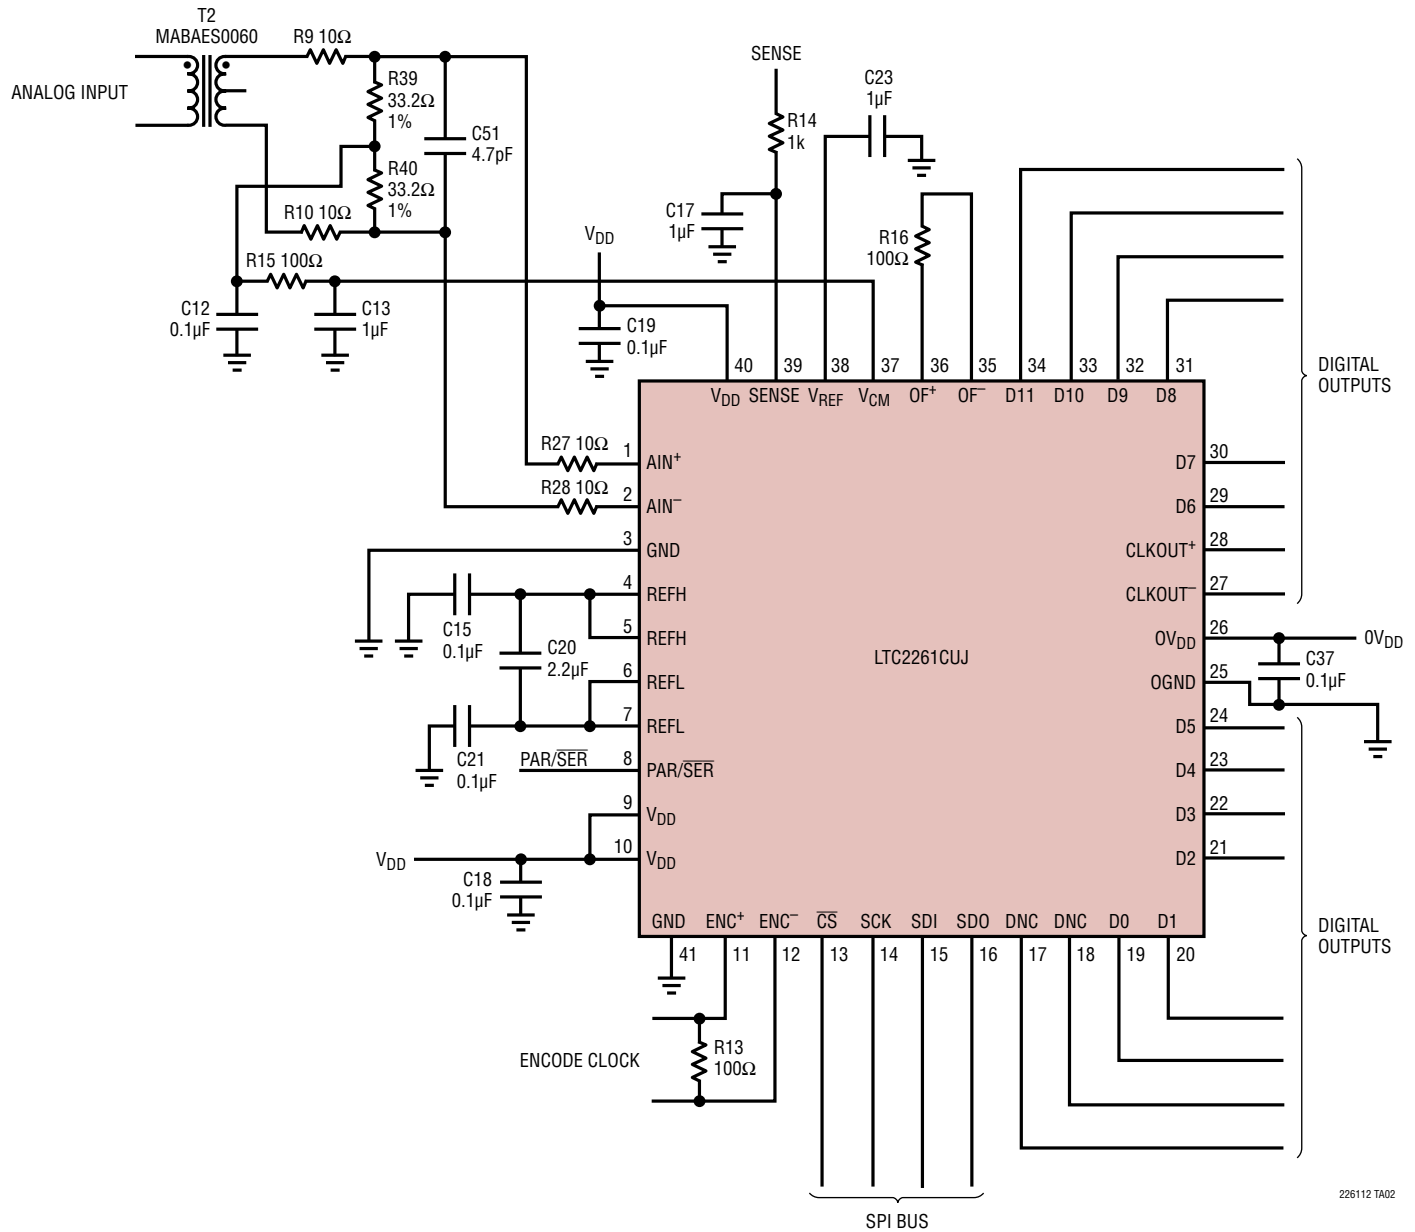 T2
MABAES0060
ANALOG INPUT
R9 10Ω
R39
33.2Ω
1%
C51
4.7pF
R40
33.2Ω
1%
R10 10Ω
R15 100Ω
C12
0.1µF
C13
1µF
SENSE
R14
1k
C23
1µF
C17
1µF
R16
100Ω
VDD
C19
0.1µF
40 39 38 37 36 35 34 33 32 31
VDD SENSE VREF VCM OF+ OF– D11 D10 D9 D8
DIGITAL
OUTPUTS
R27 10Ω
1 AIN+
R28 10Ω
2 AIN–
3 GND
4 REFH
5 REFH
6 REFL
7 REFL
PAR/SER
8 PAR/SER
9 VDD
VDD
10 VDD
C15
0.1µF
C20
2.2µF
C21
0.1µF
C18
0.1µF
LTC2261CUJ
D7 30
D6 29
CLKOUT+ 28
CLKOUT– 27
OVDD 26
0VDD
C37
0.1µF
OGND 25
D5 24
D4 23
D3 22
D2 21
GND ENC+ ENC– CS SCK SDI SDO DNC DNC D0 D1
41 11 12 13 14 15 16 17 18 19 20
DIGITAL
OUTPUTS
ENCODE CLOCK
R13
100Ω
SPI BUS
226112 TA02